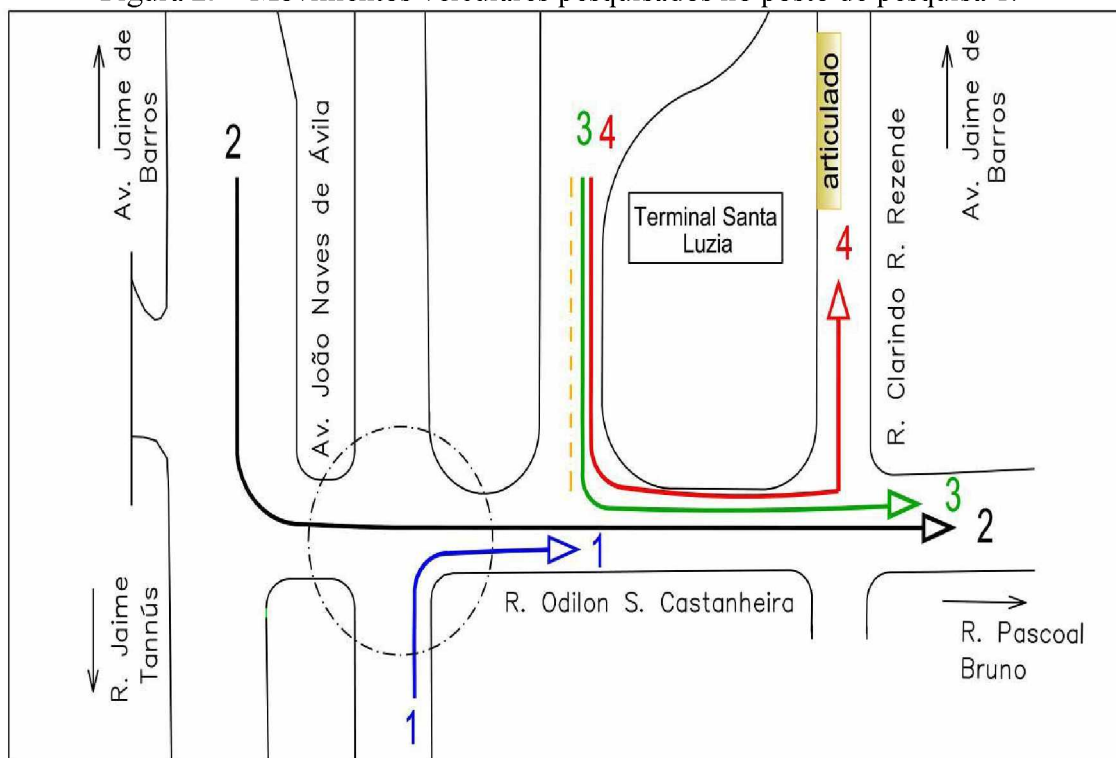 Av. Jaime de
Barros
2
Av. João Naves de Ávila
3 4
Terminal Santa
Luzia
articulado
4
R. Clarindo R. Rezende
Av. Jaime de
Barros
3
2
1
R. Odilon S. Castanheira
R. Jaime
Tannús
1
R. Pascoal
Bruno